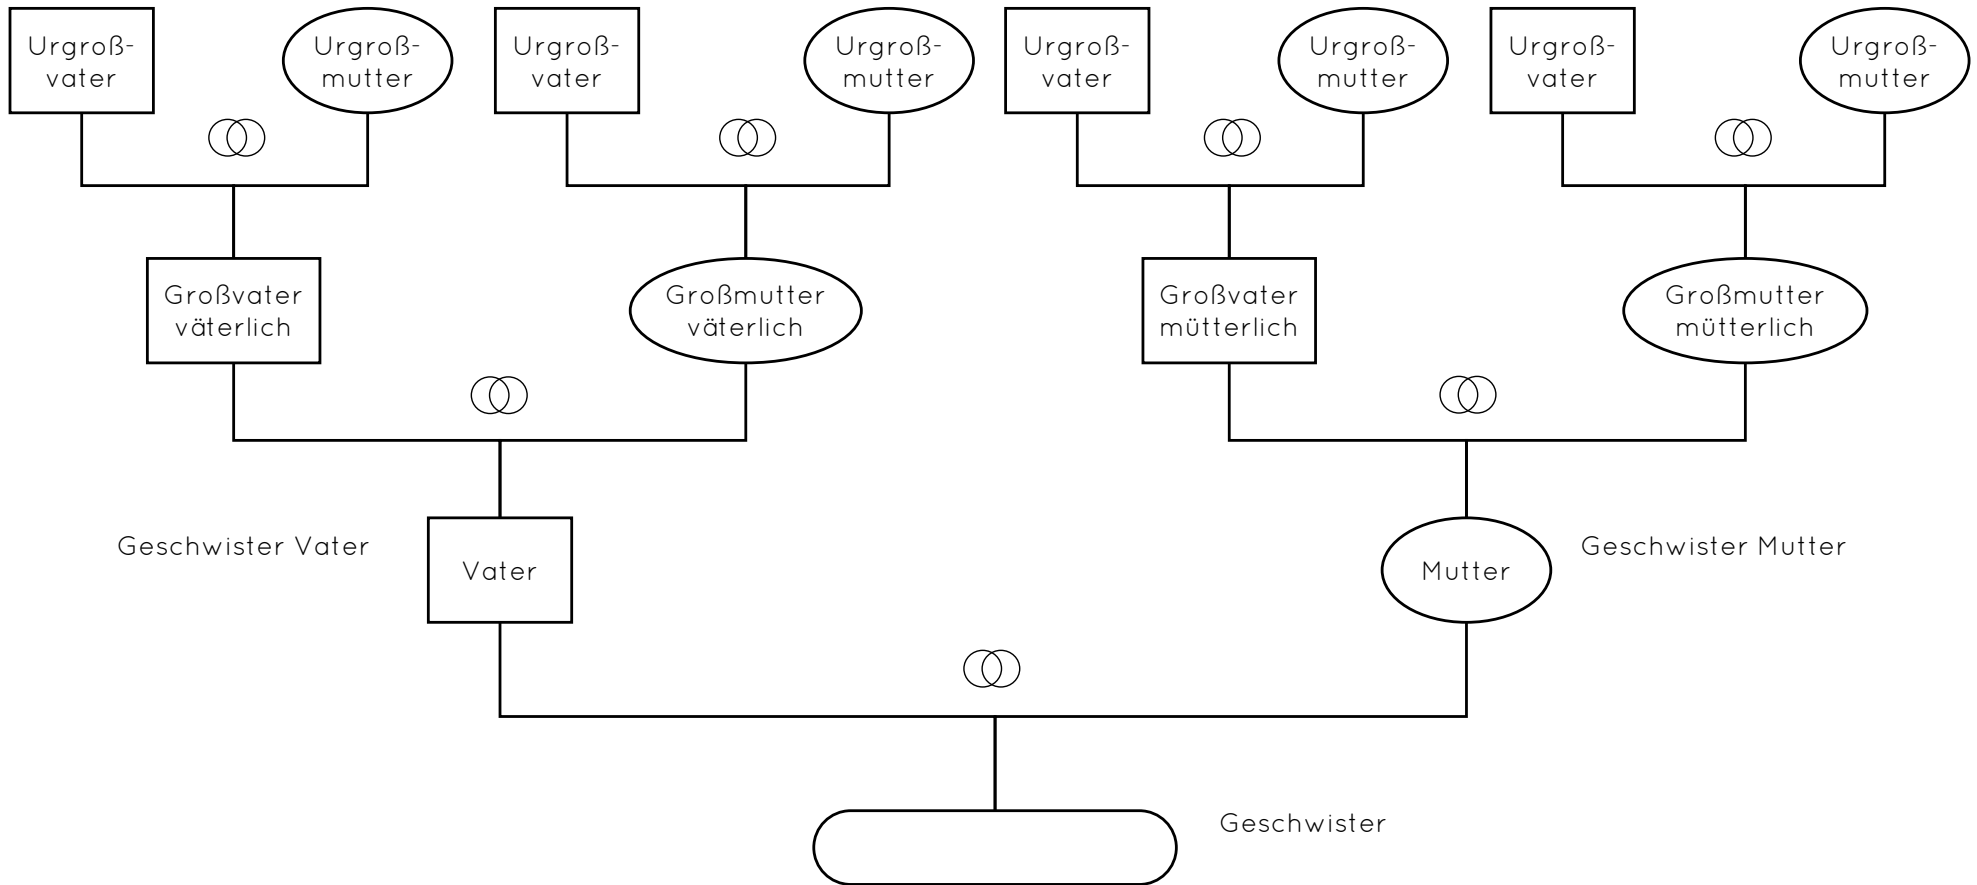 Urgroß-
vater
Urgroß-
mutter
Urgroß-
vater
Urgroß-
mutter
Urgroß-
vater
Urgroß-
mutter
Urgroß-
vater
Urgroß-
mutter
Großvater
väterlich
Großmutter
väterlich
Großvater
mütterlich
Großmutter
mütterlich
Geschwister Vater
Vater
Mutter
Geschwister Mutter
Geschwister